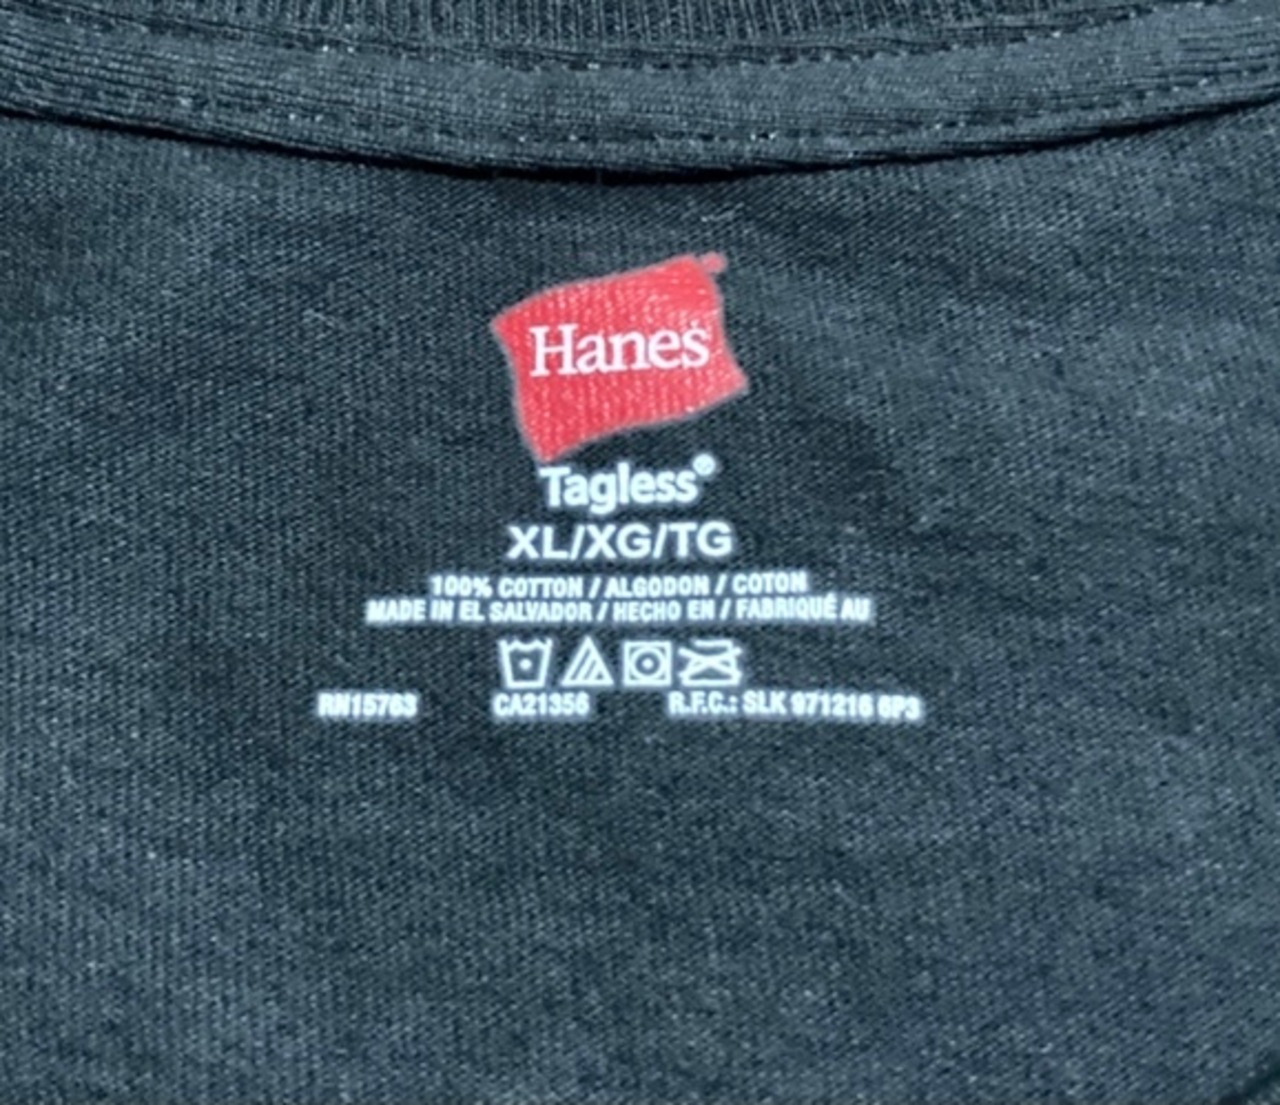 Hanes
Tagless®
XL/XG/TG
100% COTTON / ALGODON / COTON
MADE IN EL SALVADOR / HECHO EN / FABRIQUÉ AU
RN15763 CA21356 R.F.C.: SLK 971216 6P3